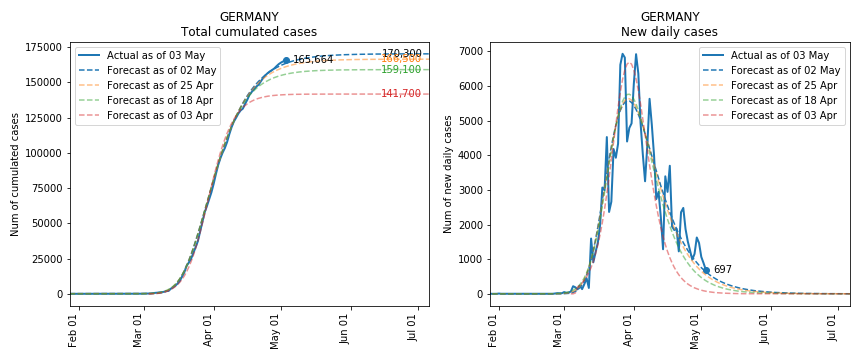 GERMANY
Total cumulated cases
Num of cumulated cases
175000
150000
125000
100000
75000
50000
25000
0
Actual as of 03 May
Forecast as of 02 May
Forecast as of 25 Apr
Forecast as of 18 Apr
Forecast as of 03 Apr
170,300
165,664
159,100
141,700
Feb 01
Mar 01
Apr 01
May 01
Jun 01
Jul 01
GERMANY
New daily cases
Num of new daily cases
7000
6000
5000
4000
3000
2000
1000
0
Actual as of 03 May
Forecast as of 02 May
Forecast as of 25 Apr
Forecast as of 18 Apr
Forecast as of 03 Apr
697
Feb 01
Mar 01
Apr 01
May 01
Jun 01
Jul 01